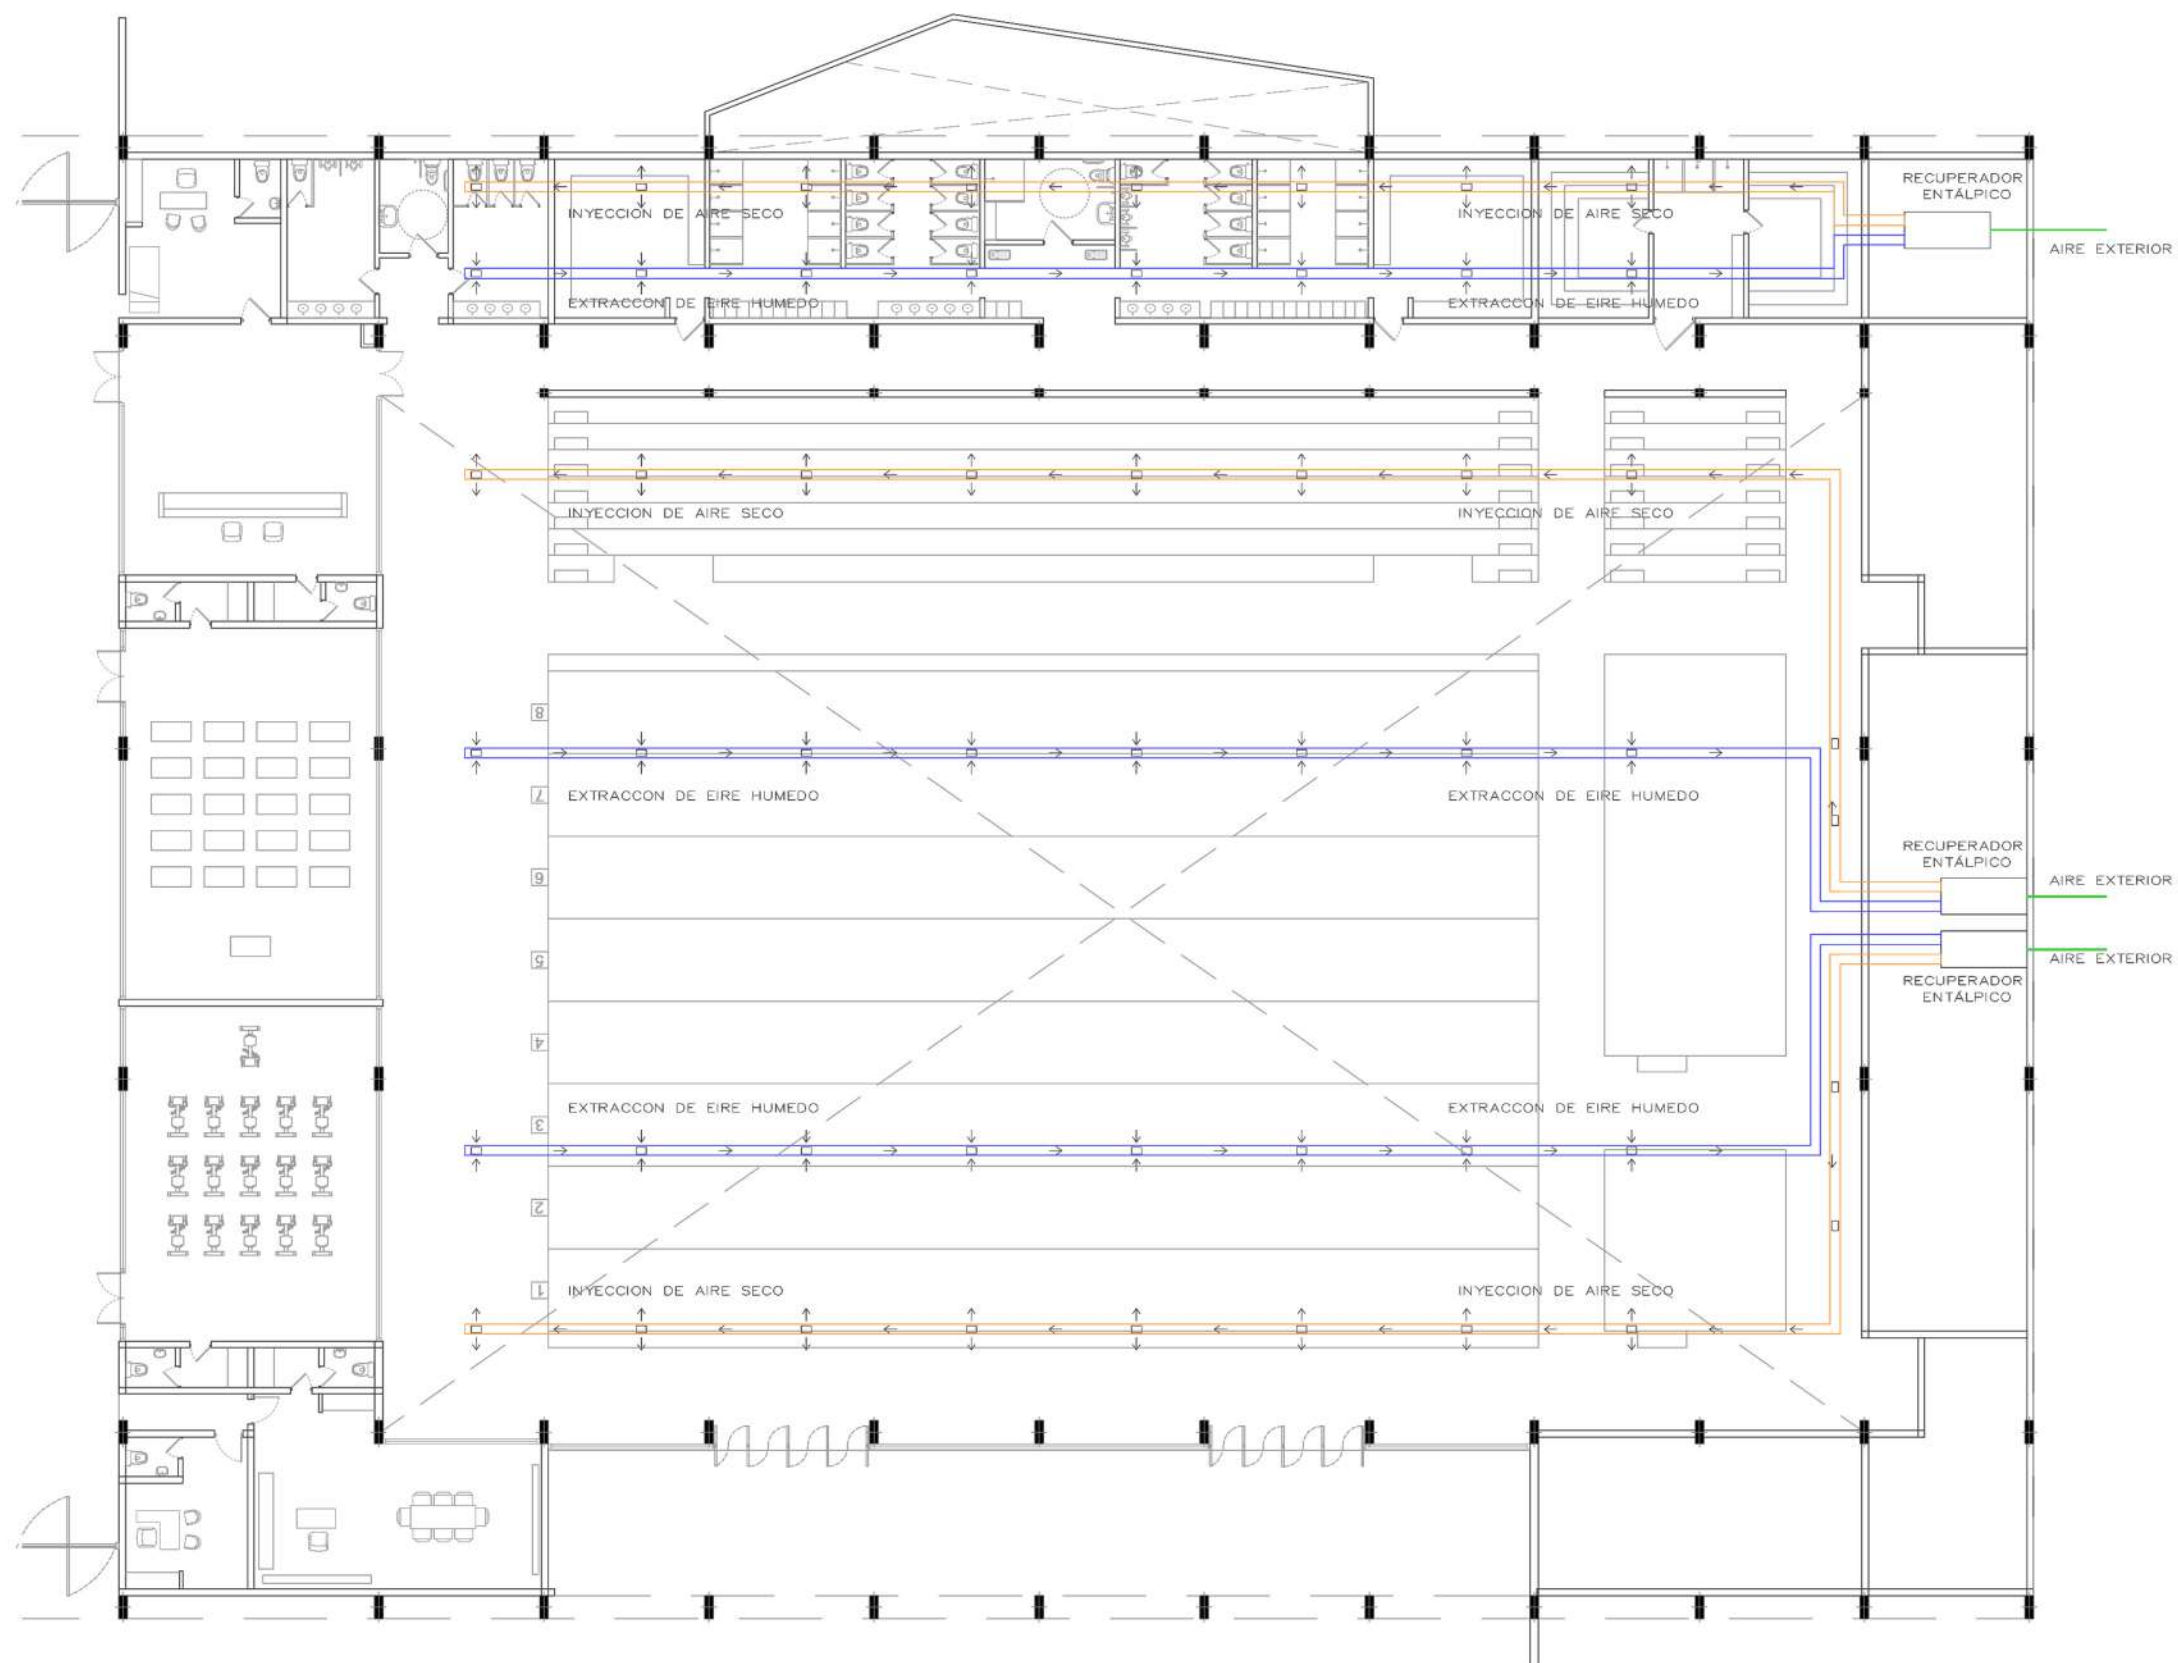 RECUPERADOR
ENTÁLPICO
INYECCION DE AIRE SECO
INYECCION DE AIRE SECO
AIRE EXTERIOR
EXTRACCON DE EIRE HUMEDO
EXTRACCON DE EIRE HUMEDO
INYECCION DE AIRE SECO
INYECCION DE AIRE SECO
8
7
EXTRACCON DE EIRE HUMEDO
EXTRACCON DE EIRE HUMEDO
RECUPERADOR
ENTÁLPICO
6
AIRE EXTERIOR
5
AIRE EXTERIOR
RECUPERADOR
ENTÁLPICO
4
EXTRACCON DE EIRE HUMEDO
EXTRACCON DE EIRE HUMEDO
3
2
1
INYECCION DE AIRE SECO
INYECCION DE AIRE SECO